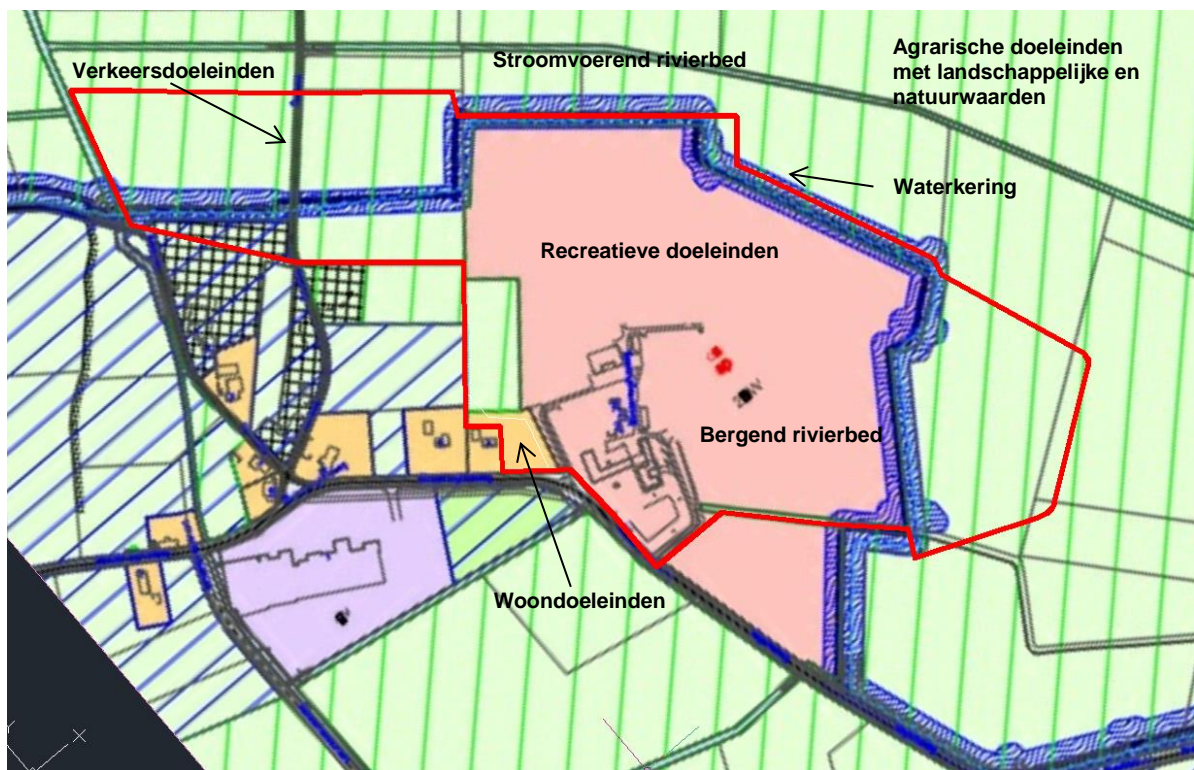 Stroomvoerend rivierbed
Agrarische doeleinden
met landschappelijke en
natuurwaarden
Verkeersdoeleinden
Waterkering
Recreatieve doeleinden
Bergend rivierbed
Woondoeleinden